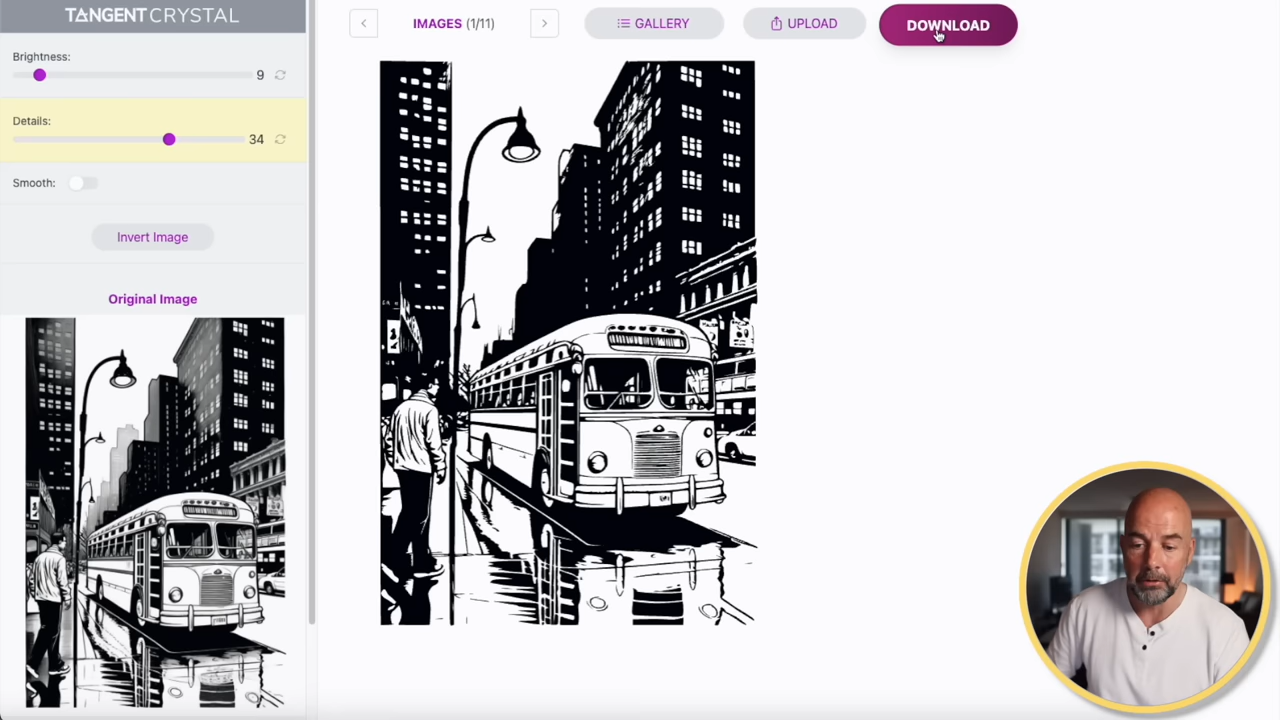 TANGENT CRYSTAL
IMAGES (1/11)
GALLERY
UPLOAD
DOWNLOAD
Brightness:
9
Details:
34
Smooth:
Invert Image
Original Image